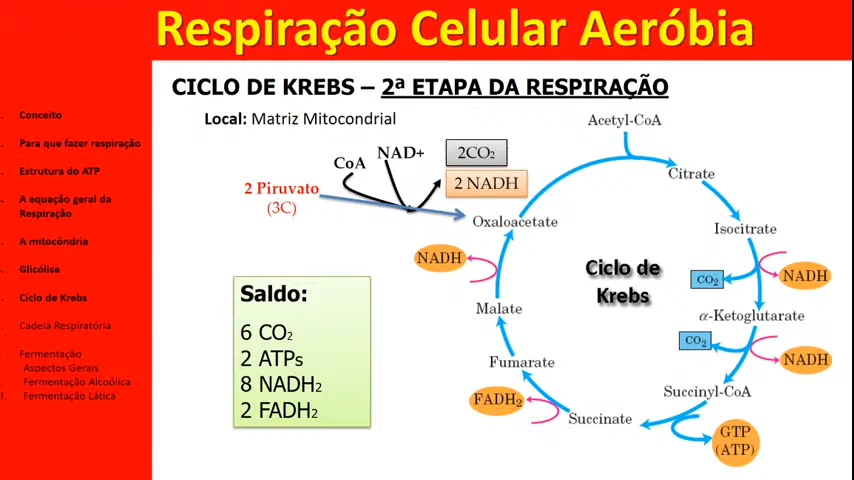 Respiração Celular Aeróbia
CICLO DE KREBS – 2ª ETAPA DA RESPIRAÇÃO
Local: Matriz Mitocondrial
Conceito
Para que fazer respiração
Estrutura do ATP
A equação geral da
Respiração
A mitocôndria
Glicólise
Ciclo de Krebs
Cadeia Respiratória
Fermentação
Aspectos Gerais
Fermentação Alcoólica
Fermentação Lática
CoA
NAD+
2CO₂
2 NADH
2 Piruvato
(3C)
Acetyl-CoA
Citrate
Isocitrate
CO₂
NADH
α-Ketoglutarate
CO₂
NADH
Succinyl-CoA
GTP
(ATP)
Succinate
FADH₂
Fumarate
Malate
NADH
Oxaloacetate
Ciclo de
Krebs
Saldo:
6 CO₂
2 ATPs
8 NADH₂
2 FADH₂